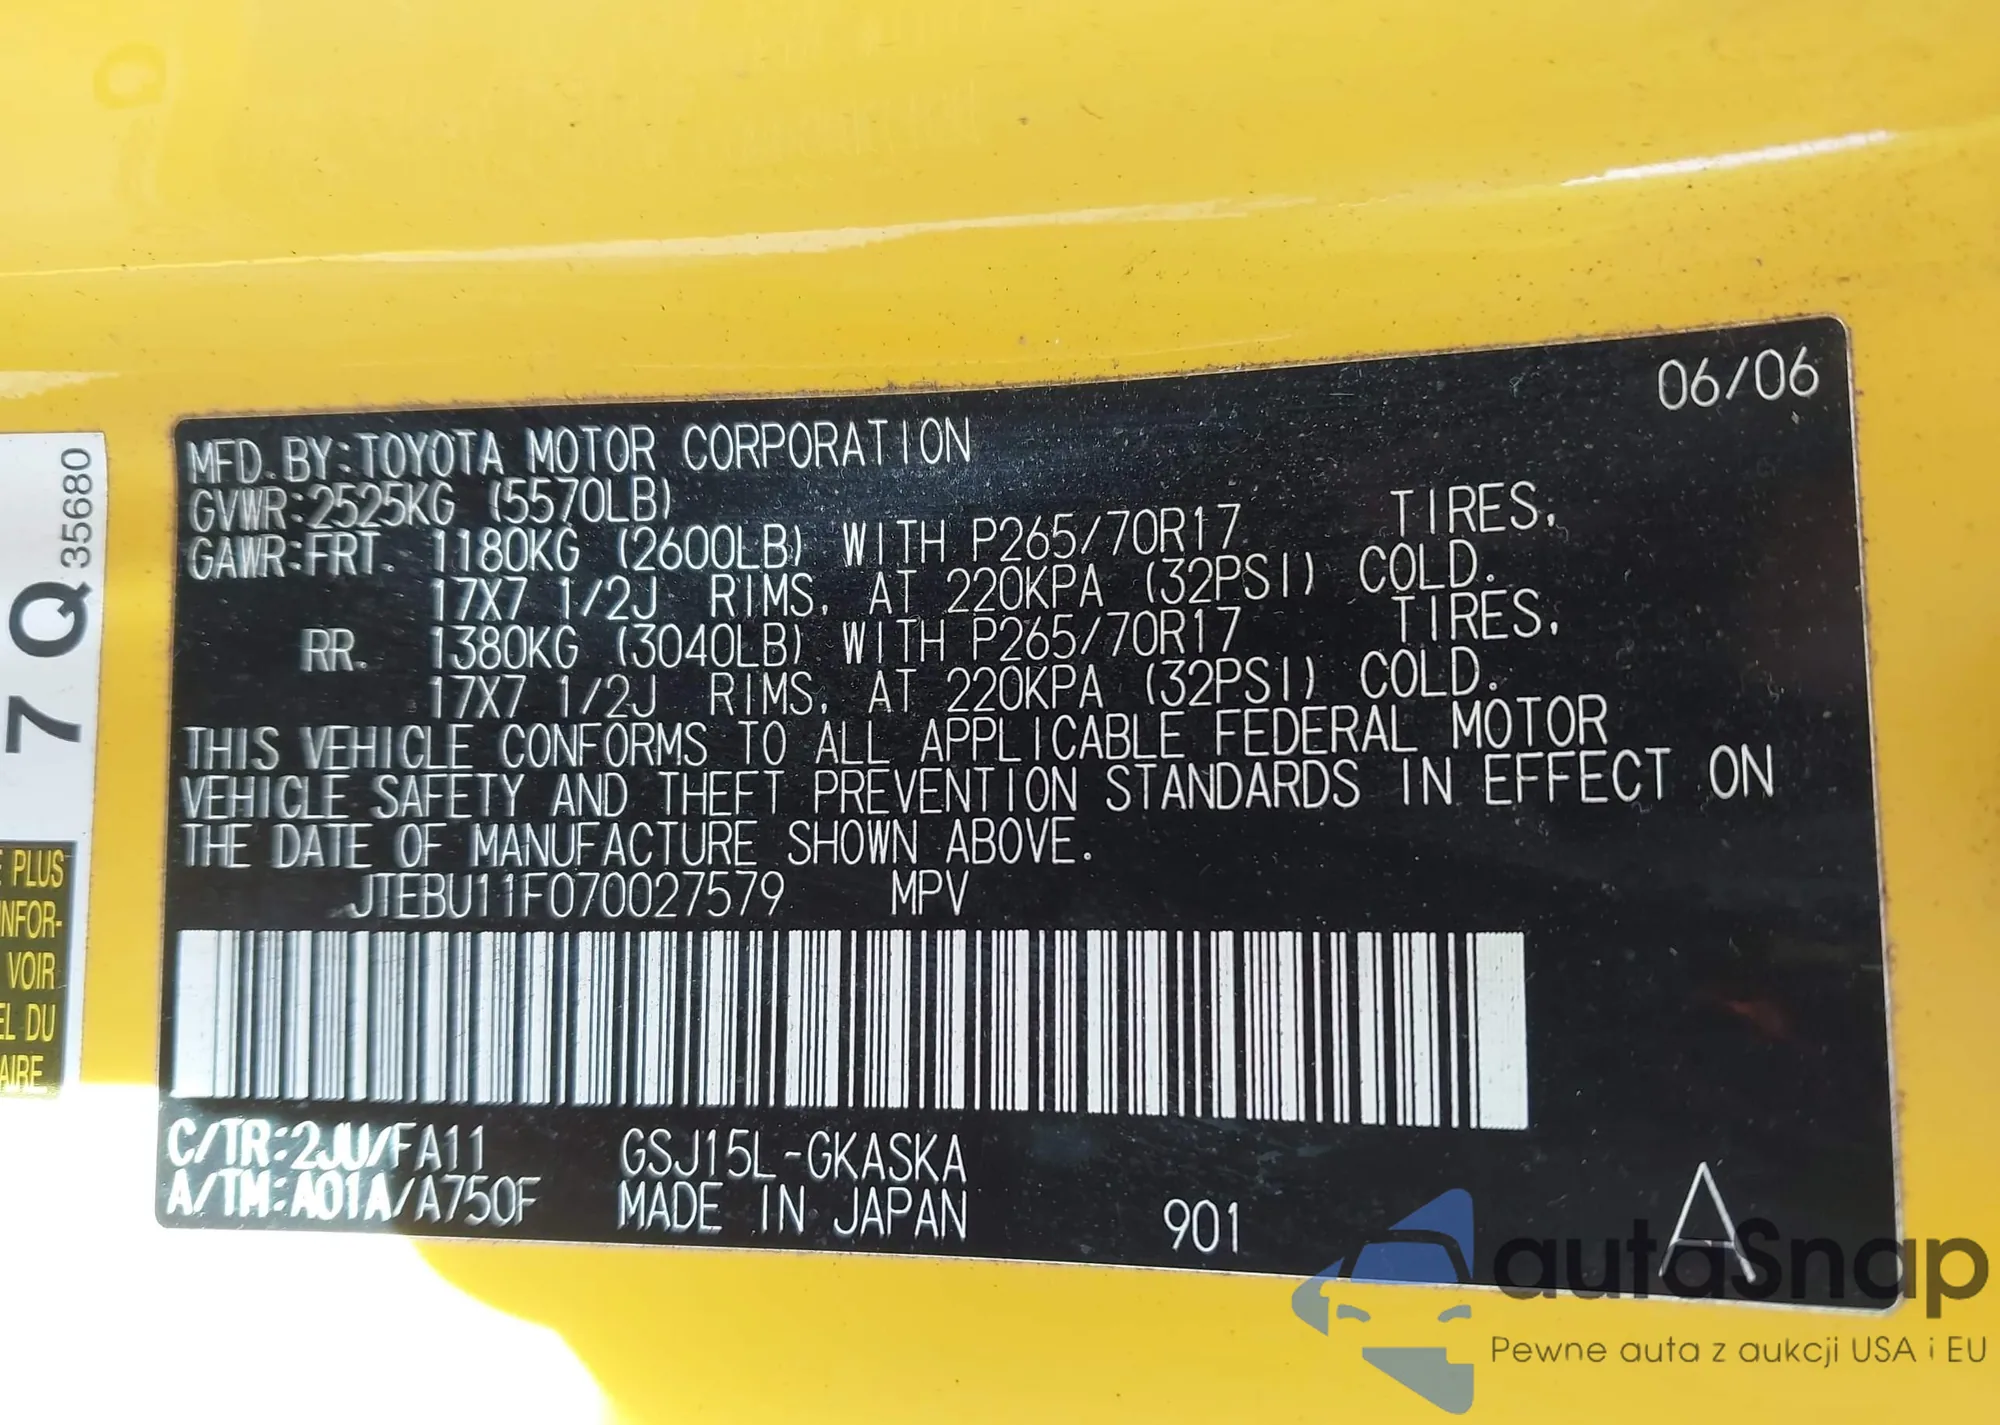 06/06
MFD. BY: TOYOTA MOTOR CORPORATION
GVWR: 2525KG (5570LB)
GAWR: FRT. 1180KG (2600LB) WITH P265/70R17 TIRES,
17X7 1/2J RIMS, AT 220KPA (32PSI) COLD.
RR. 1380KG (3040LB) WITH P265/70R17 TIRES,
17X7 1/2J RIMS, AT 220KPA (32PSI) COLD.
THIS VEHICLE CONFORMS TO ALL APPLICABLE FEDERAL MOTOR
VEHICLE SAFETY AND THEFT PREVENTION STANDARDS IN EFFECT ON
THE DATE OF MANUFACTURE SHOWN ABOVE.
JTEBU11F070027579 MPV
C/TR: 2JU/FA11 GSJ15L-GKASKA
A/TM: A01A/A750F MADE IN JAPAN 901 A
7 Q 35680
E PLUS
INFOR-
VOIR
EL DU
AIRE
autoSnap
Pewne auta z aukcji USA i EU